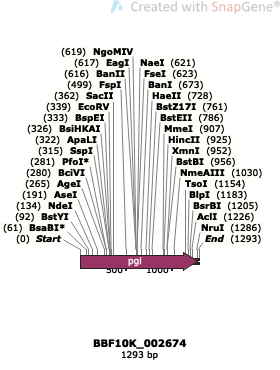 Created with SnapGene®
(619) NgoMIV
(617) EagI NaeI (621)
(616) BanII FseI (623)
(499) FspI BanI (673)
(362) SacII HaeII (728)
(339) EcoRV BstZ17I (761)
(333) BspEI BstEII (786)
(326) BsiHKAI MmeI (907)
(322) ApaLI HincII (925)
(315) SspI XmnI (952)
(281) PfoI* BstBI (956)
(280) BciVI NmeAIII (1030)
(265) AgeI TsoI (1154)
(191) AseI BlpI (1183)
(134) NdeI BsrBI (1205)
(92) BstYI AclI (1226)
(61) BsaBI* NruI (1286)
(0) Start End (1293)
pgi
500 1000
BBF10K_002674
1293 bp